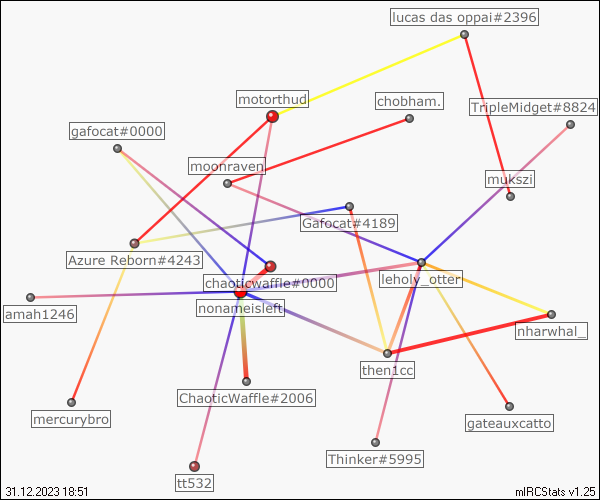 lucas das oppai#2396
motorthud
chobham.
TripleMidget#8824
gafocat#0000
moonraven
mukszi
Gafocat#4189
Azure Reborn#4243
chaoticwaffle#0000
leholy_otter
nonameisleft
amah1246
nharwhal_
then1cc
ChaoticWaffle#2006
mercurybro
gateauxcatto
Thinker#5995
tt532
31.12.2023 18:51
mIRCStats v1.25